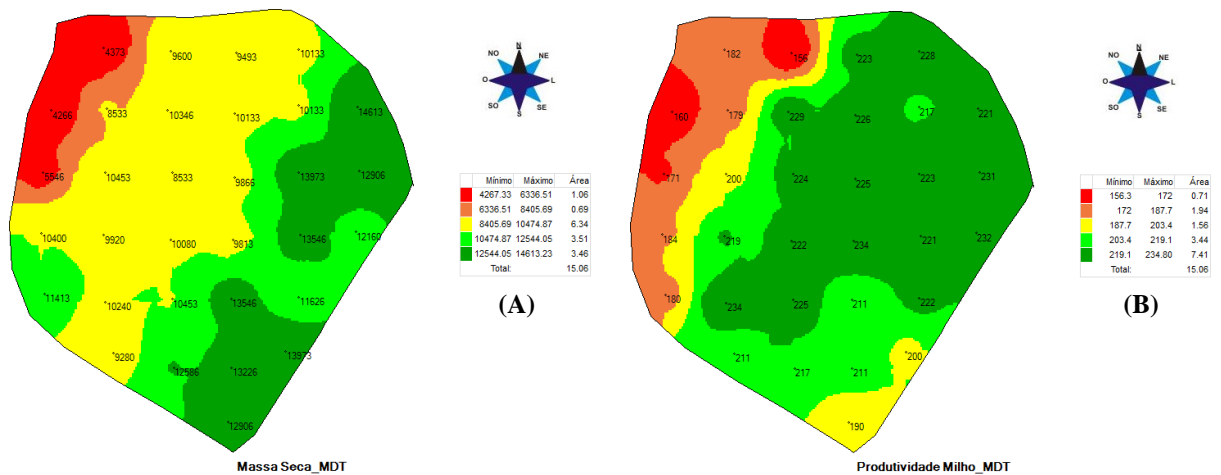 4373
9600
9493
10133
4266
8533
10346
10133
10133
14613
5546
10453
8533
9866
13973
12906
10400
9920
10080
9813
13546
12160
11413
10240
10453
13546
11626
9280
12586
13226
13973
12906
N
NO NE
O L
SO SE
S
Mínimo Máximo Área
4267.33 6336.51 1.06
6336.51 8405.69 0.69
8405.69 10474.87 6.34
10474.87 12544.05 3.51
12544.05 14613.23 3.46
Total: 15.06
(A)
Massa Seca_MDT
182
156
223
228
160
179
229
226
217
221
171
200
224
225
223
231
184
219
222
234
221
232
180
234
225
211
222
211
217
211
200
190
N
NO NE
O L
SO SE
S
Mínimo Máximo Área
156.3 172 0.71
172 187.7 1.94
187.7 203.4 1.56
203.4 219.1 3.44
219.1 234.80 7.41
Total: 15.06
(B)
Produtividade Milho_MDT